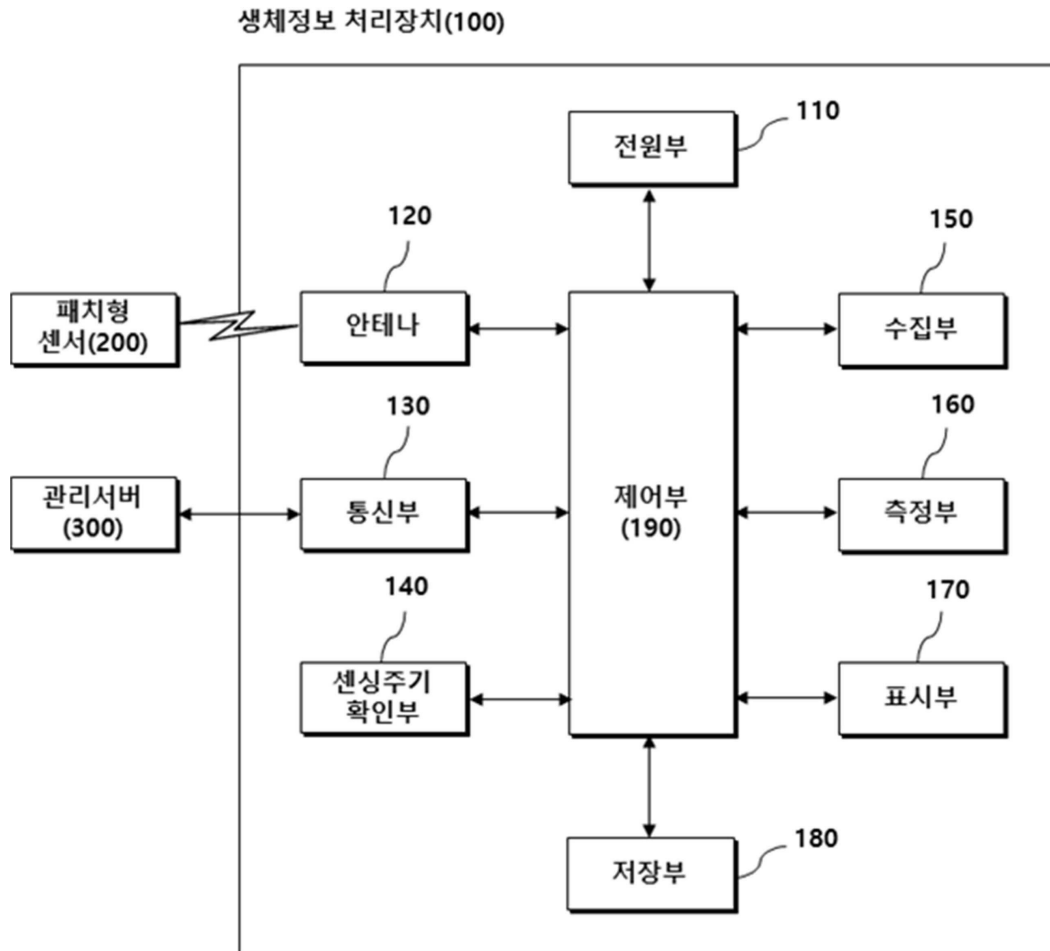 생체정보 처리장치(100)
110
전원부
120
150
패치형
센서(200)
안테나
수집부
130
160
관리서버
(300)
통신부
제어부
(190)
측정부
140
170
센싱주기
확인부
표시부
180
저장부